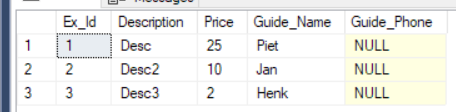 Messages
Ex_Id Description Price Guide_Name Guide_Phone
1 1 Desc 25 Piet NULL
2 2 Desc2 10 Jan NULL
3 3 Desc3 2 Henk NULL